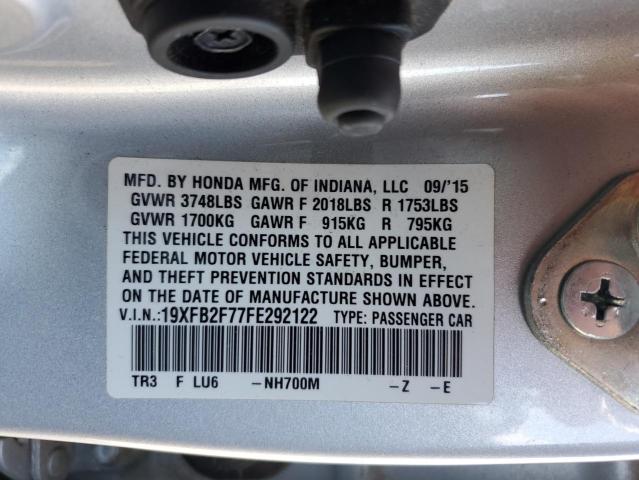 MFD. BY HONDA MFG. OF INDIANA, LLC 09/'15
GVWR 3748LBS GAWR F 2018LBS R 1753LBS
GVWR 1700KG GAWR F 915KG R 795KG
THIS VEHICLE CONFORMS TO ALL APPLICABLE
FEDERAL MOTOR VEHICLE SAFETY, BUMPER,
AND THEFT PREVENTION STANDARDS IN EFFECT
ON THE DATE OF MANUFACTURE SHOWN ABOVE.
V.I.N.:19XFB2F77FE292122 TYPE: PASSENGER CAR
TR3 F LU6 -NH700M -Z -E